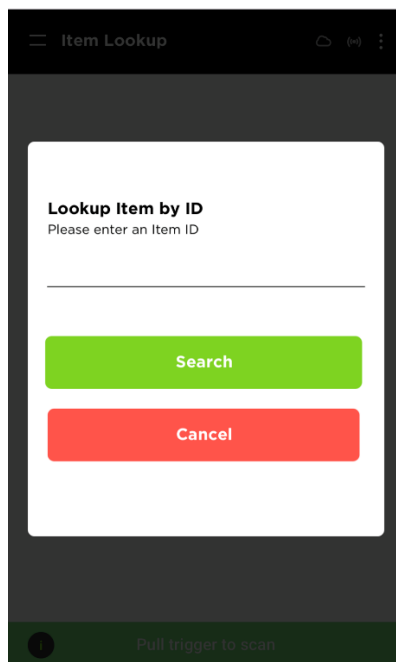 Item Lookup
Lookup Item by ID
Please enter an Item ID
Search
Cancel
i
Pull trigger to scan